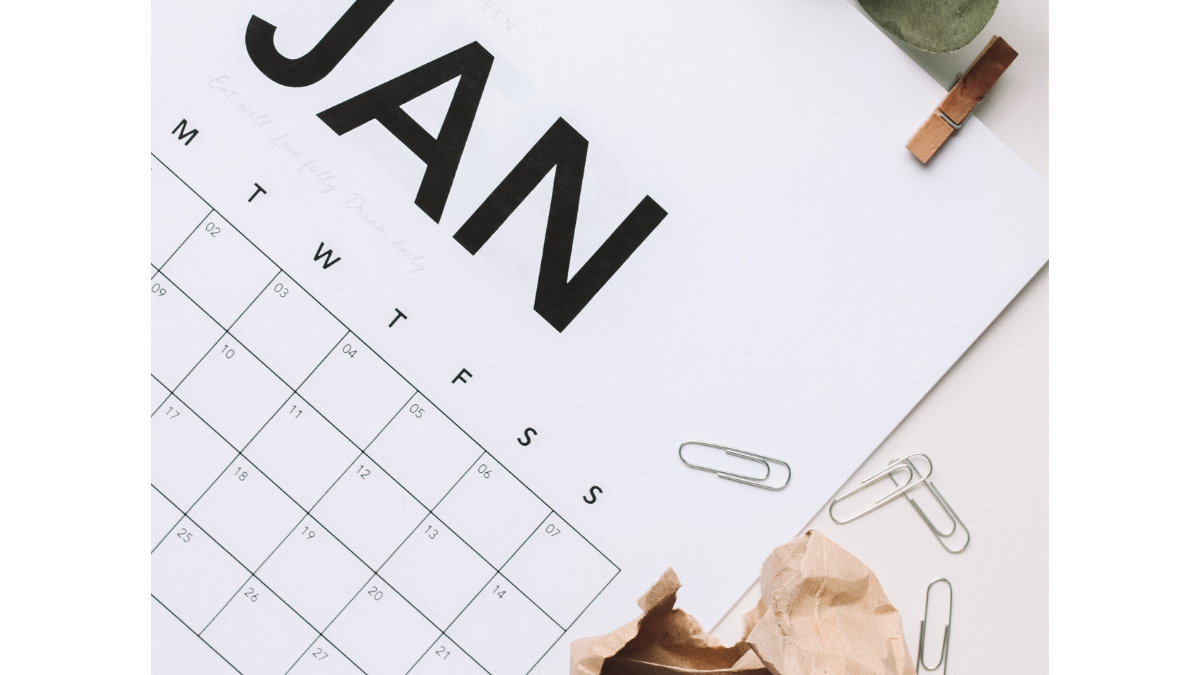 EEN
JAN
Eat well. Love fully. Dream daily
M T W T F S S
02 03 04 05 06 07
09 10 11 12 13 14
17 18 19 20 21
25 26 27